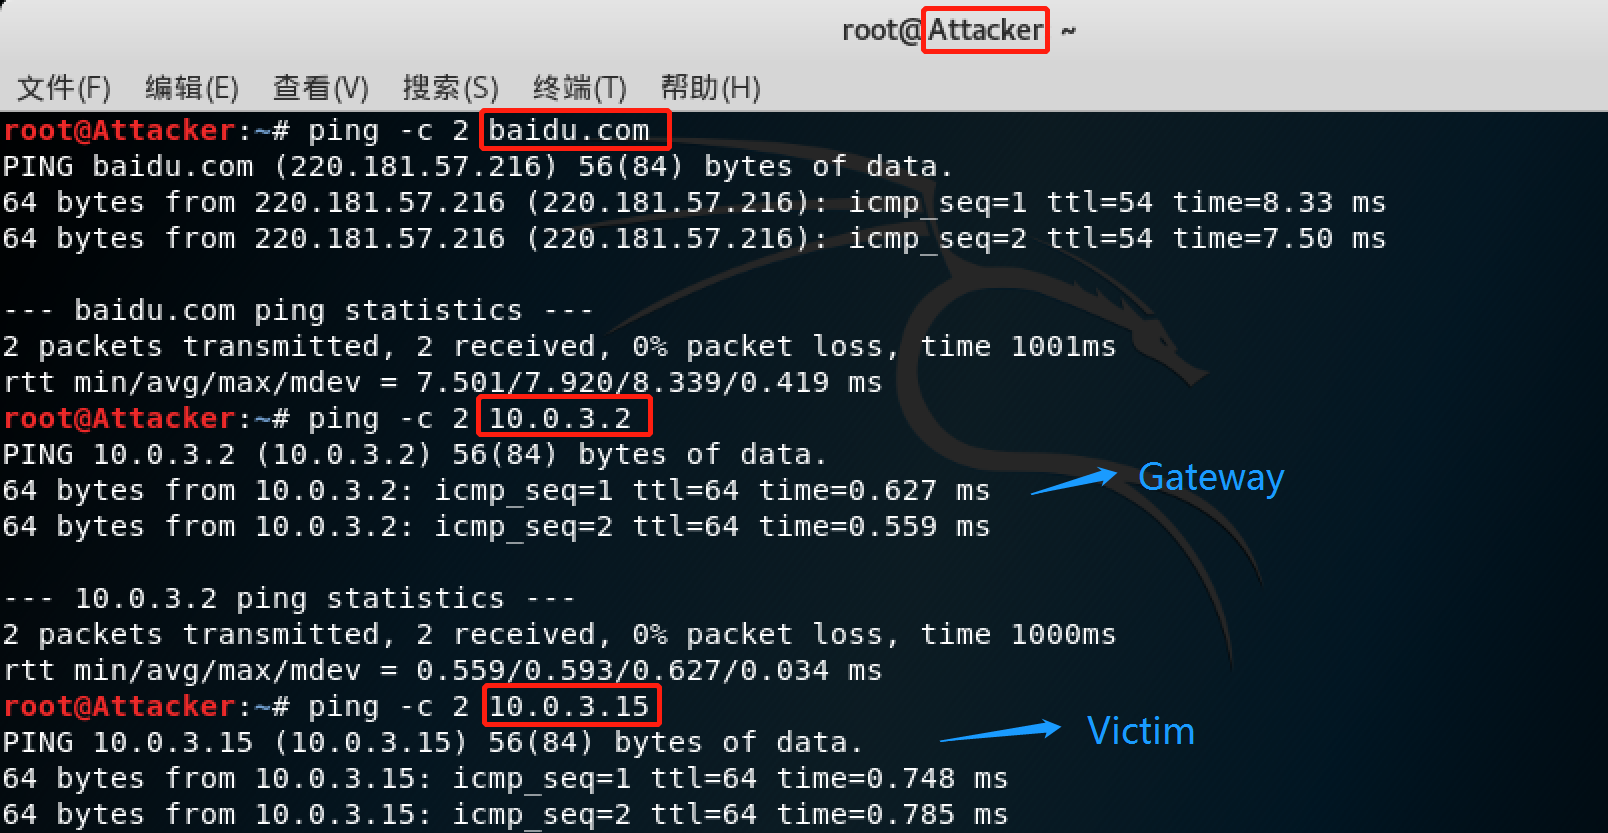 root@Attacker: ~
文件(F) 编辑(E) 查看(V) 搜索(S) 终端(T) 帮助(H)
root@Attacker:~# ping -c 2 baidu.com
PING baidu.com (220.181.57.216) 56(84) bytes of data.
64 bytes from 220.181.57.216 (220.181.57.216): icmp_seq=1 ttl=54 time=8.33 ms
64 bytes from 220.181.57.216 (220.181.57.216): icmp_seq=2 ttl=54 time=7.50 ms
--- baidu.com ping statistics ---
2 packets transmitted, 2 received, 0% packet loss, time 1001ms
rtt min/avg/max/mdev = 7.501/7.920/8.339/0.419 ms
root@Attacker:~# ping -c 2 10.0.3.2
PING 10.0.3.2 (10.0.3.2) 56(84) bytes of data.
64 bytes from 10.0.3.2: icmp_seq=1 ttl=64 time=0.627 ms
Gateway
64 bytes from 10.0.3.2: icmp_seq=2 ttl=64 time=0.559 ms
--- 10.0.3.2 ping statistics ---
2 packets transmitted, 2 received, 0% packet loss, time 1000ms
rtt min/avg/max/mdev = 0.559/0.593/0.627/0.034 ms
root@Attacker:~# ping -c 2 10.0.3.15
PING 10.0.3.15 (10.0.3.15) 56(84) bytes of data.
Victim
64 bytes from 10.0.3.15: icmp_seq=1 ttl=64 time=0.748 ms
64 bytes from 10.0.3.15: icmp_seq=2 ttl=64 time=0.785 ms